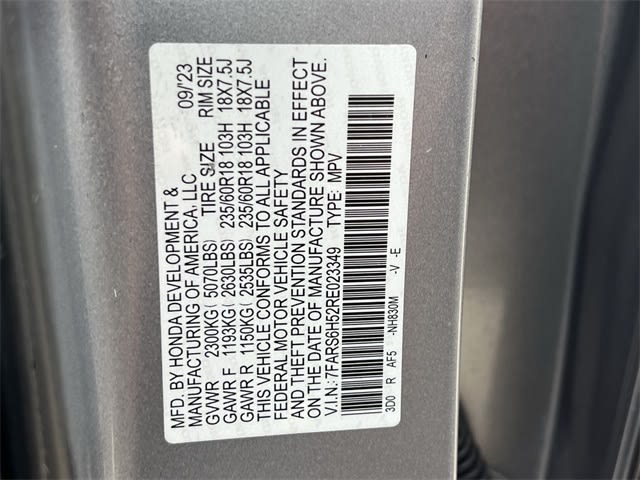 MFD. BY HONDA DEVELOPMENT & 09/23
MANUFACTURING OF AMERICA, LLC
GVWR 2300KG( 5070LBS) TIRE SIZE RIM SIZE
GAWR F 1193KG( 2630LBS) 235/60R18 103H 18X7.5J
GAWR R 1150KG( 2535LBS) 235/60R18 103H 18X7.5J
THIS VEHICLE CONFORMS TO ALL APPLICABLE
FEDERAL MOTOR VEHICLE SAFETY
AND THEFT PREVENTION STANDARDS IN EFFECT
ON THE DATE OF MANUFACTURE SHOWN ABOVE.
V.I.N.: 7FARS6H52RE023349 TYPE: MPV
3D0 R AF5 -NH830M -V -E